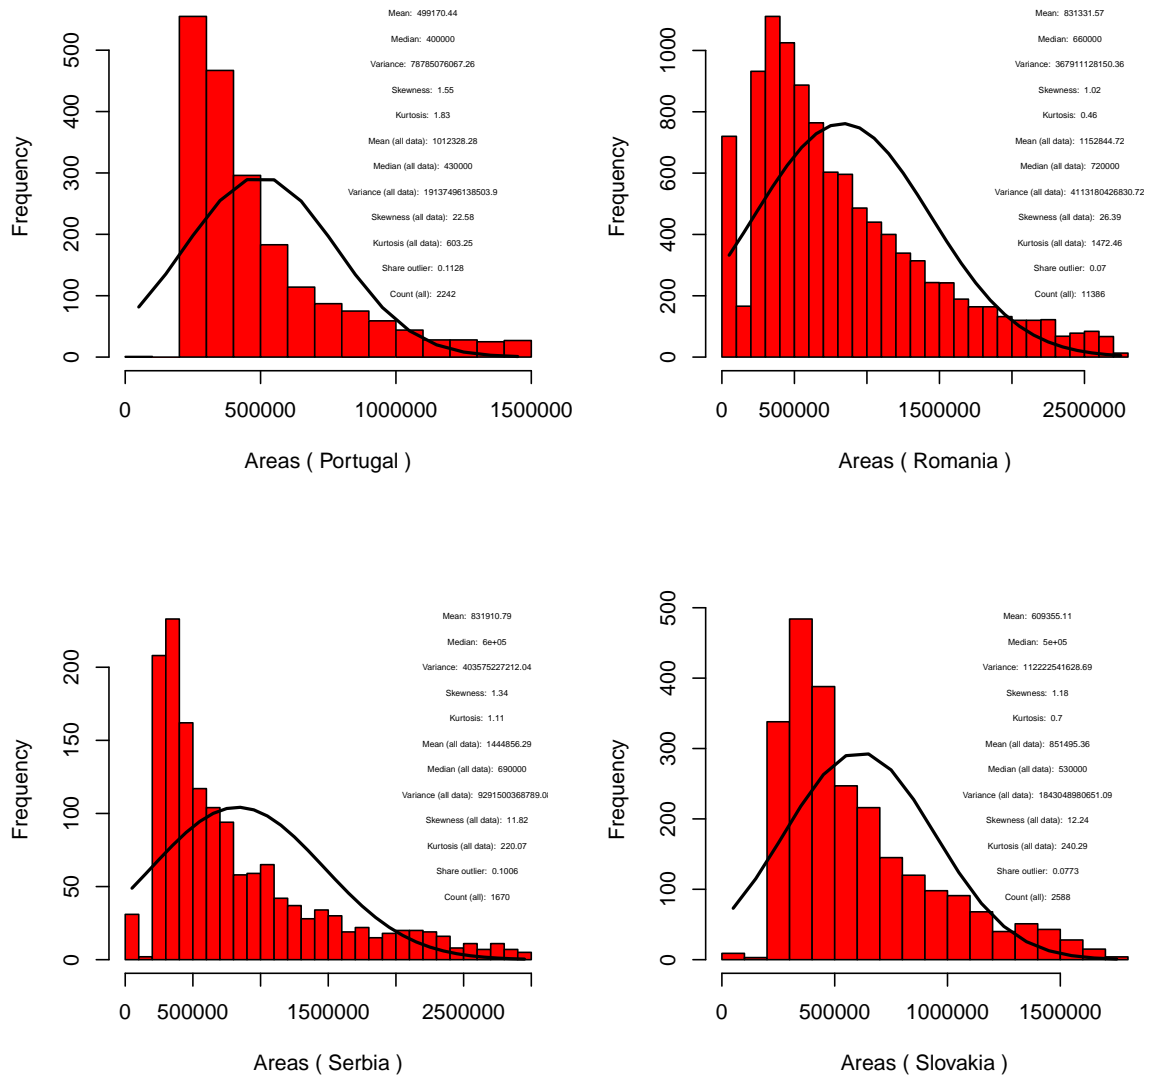 Mean: 499170.44
Median: 400000
Variance: 78785076067.26
Skewness: 1.55
Kurtosis: 1.83
Mean (all data): 1012328.28
Median (all data): 430000
Variance (all data): 19137496138503.9
Skewness (all data): 22.58
Kurtosis (all data): 603.25
Share outlier: 0.1128
Count (all): 2242
Frequency
0
100
200
300
400
500
0
500000
1000000
1500000
Areas ( Portugal )
Mean: 831331.57
Median: 660000
Variance: 367911128150.36
Skewness: 1.02
Kurtosis: 0.46
Mean (all data): 1152844.72
Median (all data): 720000
Variance (all data): 4113180426830.72
Skewness (all data): 26.39
Kurtosis (all data): 1472.46
Share outlier: 0.07
Count (all): 11386
Frequency
0
200
400
600
800
1000
0
500000
1500000
2500000
Areas ( Romania )
Mean: 831910.79
Median: 6e+05
Variance: 403575227212.04
Skewness: 1.34
Kurtosis: 1.11
Mean (all data): 1444856.29
Median (all data): 690000
Variance (all data): 9291500368789.0
Skewness (all data): 11.82
Kurtosis (all data): 220.07
Share outlier: 0.1006
Count (all): 1670
Frequency
0
50
100
150
200
0
500000
1500000
2500000
Areas ( Serbia )
Mean: 609355.11
Median: 5e+05
Variance: 112222541628.69
Skewness: 1.18
Kurtosis: 0.7
Mean (all data): 851495.36
Median (all data): 530000
Variance (all data): 1843048980651.09
Skewness (all data): 12.24
Kurtosis (all data): 240.29
Share outlier: 0.0773
Count (all): 2588
Frequency
0
100
200
300
400
500
0
500000
1000000
1500000
Areas ( Slovakia )